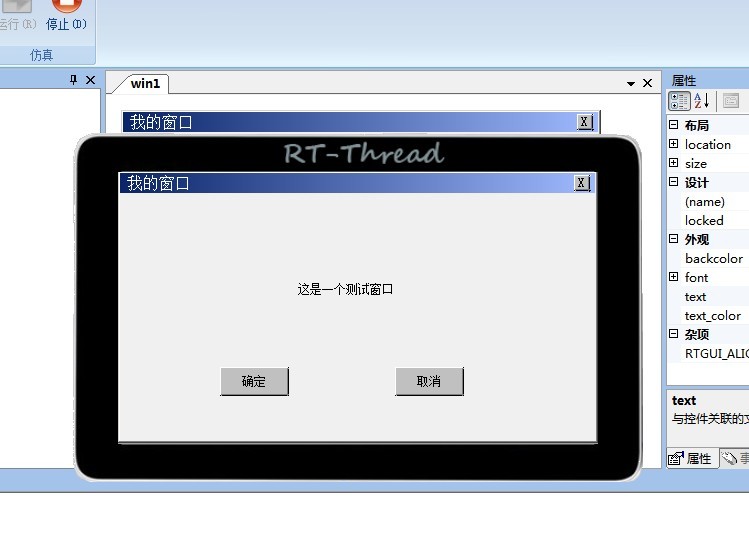 运行(R) 停止(D)
仿真
win1
我的窗口 X
RT-Thread
我的窗口 X
这是一个测试窗口
确定 取消
属性
布局
location
size
设计
(name)
locked
外观
backcolor
font
text
text_color
杂项
RTGUI_ALIG
text
与控件关联的文
属性 事